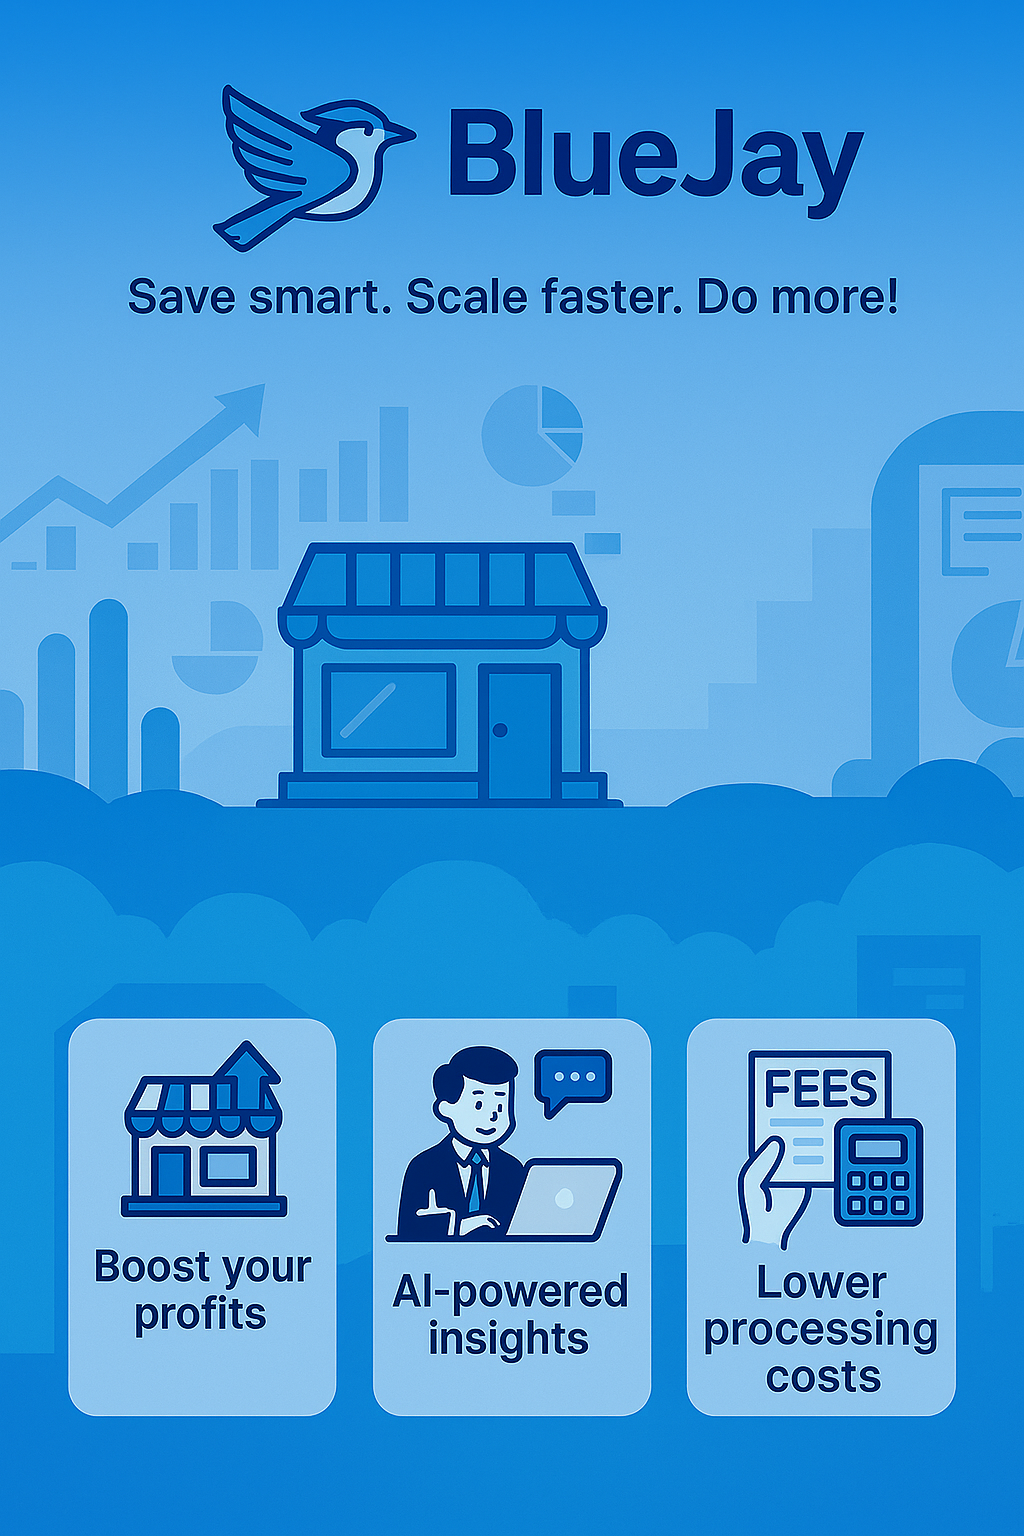 BlueJay
Save smart. Scale faster. Do more!
FEES
Boost your
profits
AI-powered
insights
Lower
processing
costs